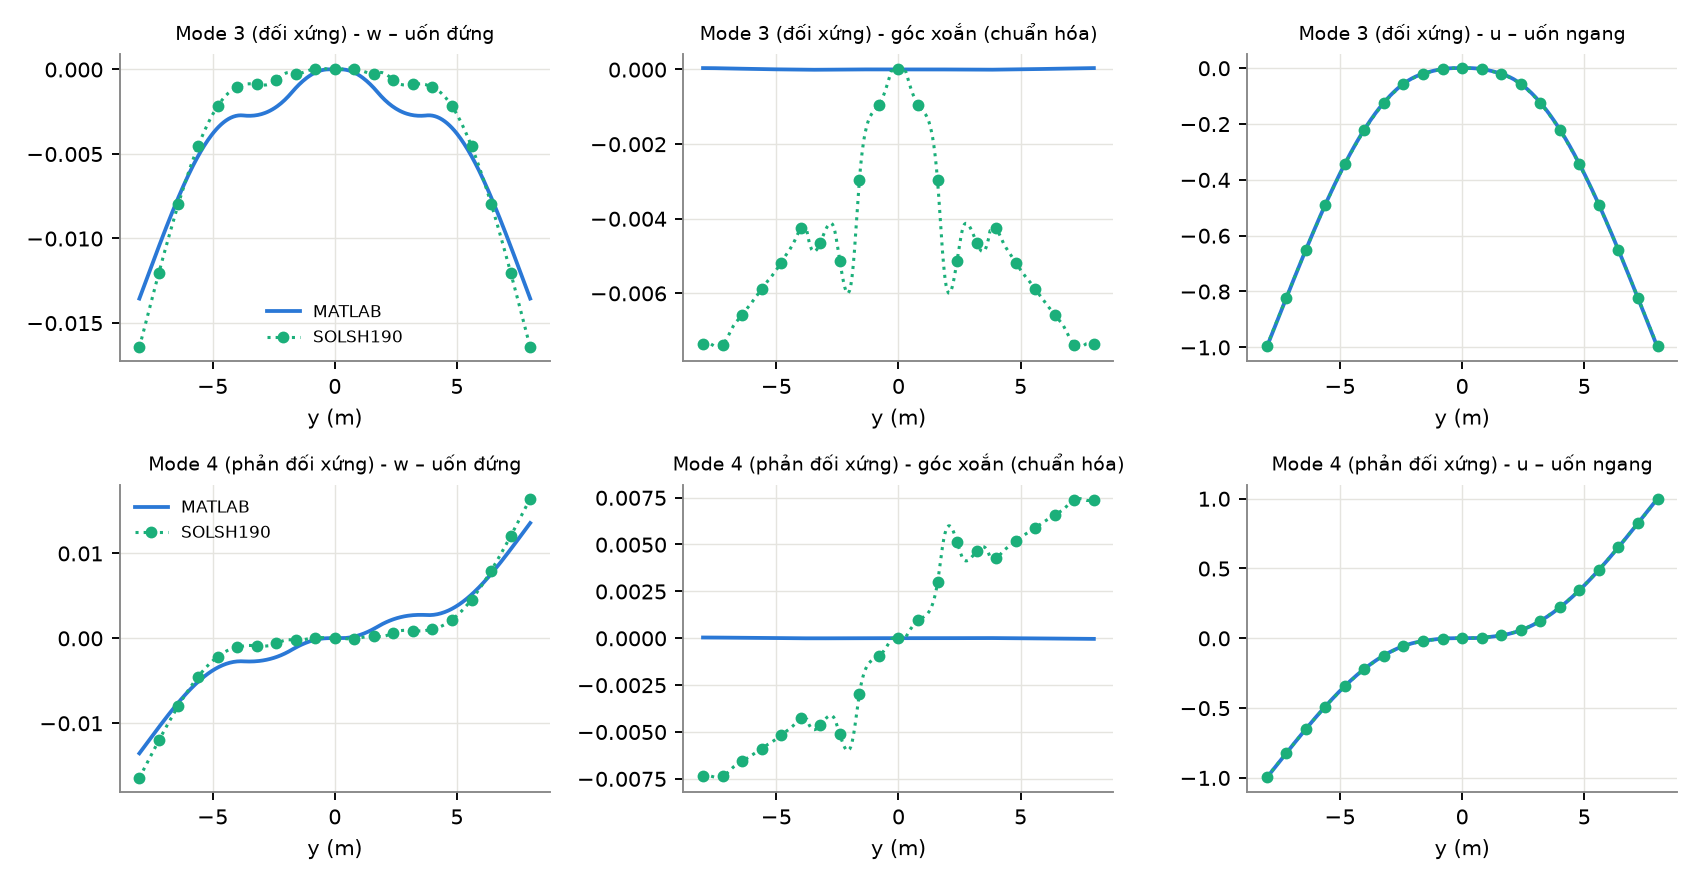 Mode 3 (đối xứng) - w – uốn đứng
0.000
−0.005
−0.010
−0.015
MATLAB
SOLSH190
−5
0
5
y (m)
Mode 3 (đối xứng) - góc xoắn (chuẩn hóa)
0.000
−0.002
−0.004
−0.006
−5
0
5
y (m)
Mode 3 (đối xứng) - u – uốn ngang
0.0
−0.2
−0.4
−0.6
−0.8
−1.0
−5
0
5
y (m)
Mode 4 (phản đối xứng) - w – uốn đứng
MATLAB
SOLSH190
0.01
0.00
−0.01
−5
0
5
y (m)
Mode 4 (phản đối xứng) - góc xoắn (chuẩn hóa)
0.0075
0.0050
0.0025
0.0000
−0.0025
−0.0050
−0.0075
−5
0
5
y (m)
Mode 4 (phản đối xứng) - u – uốn ngang
1.0
0.5
0.0
−0.5
−1.0
−5
0
5
y (m)